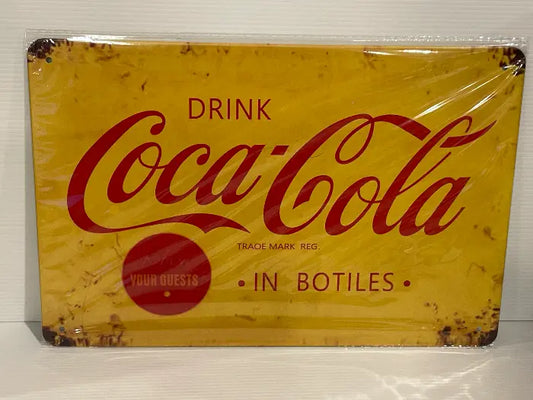 DRINK
Coca-Cola
TRAOE MARK REG.
YOUR GUESTS
• IN BOTILES •